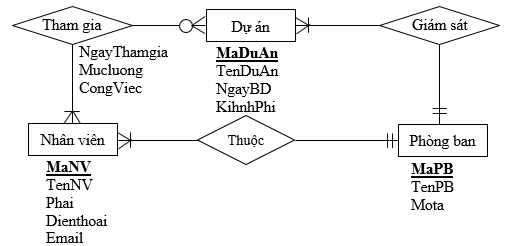 Tham gia
Dự án
Giám sát
NgayThamgia
Mucluong
CongViec
MaDuAn
TenDuAn
NgayBD
KihnhPhi
Nhân viên
Thuộc
Phòng ban
MaNV
TenNV
Phai
Dienthoai
Email
MaPB
TenPB
Mota